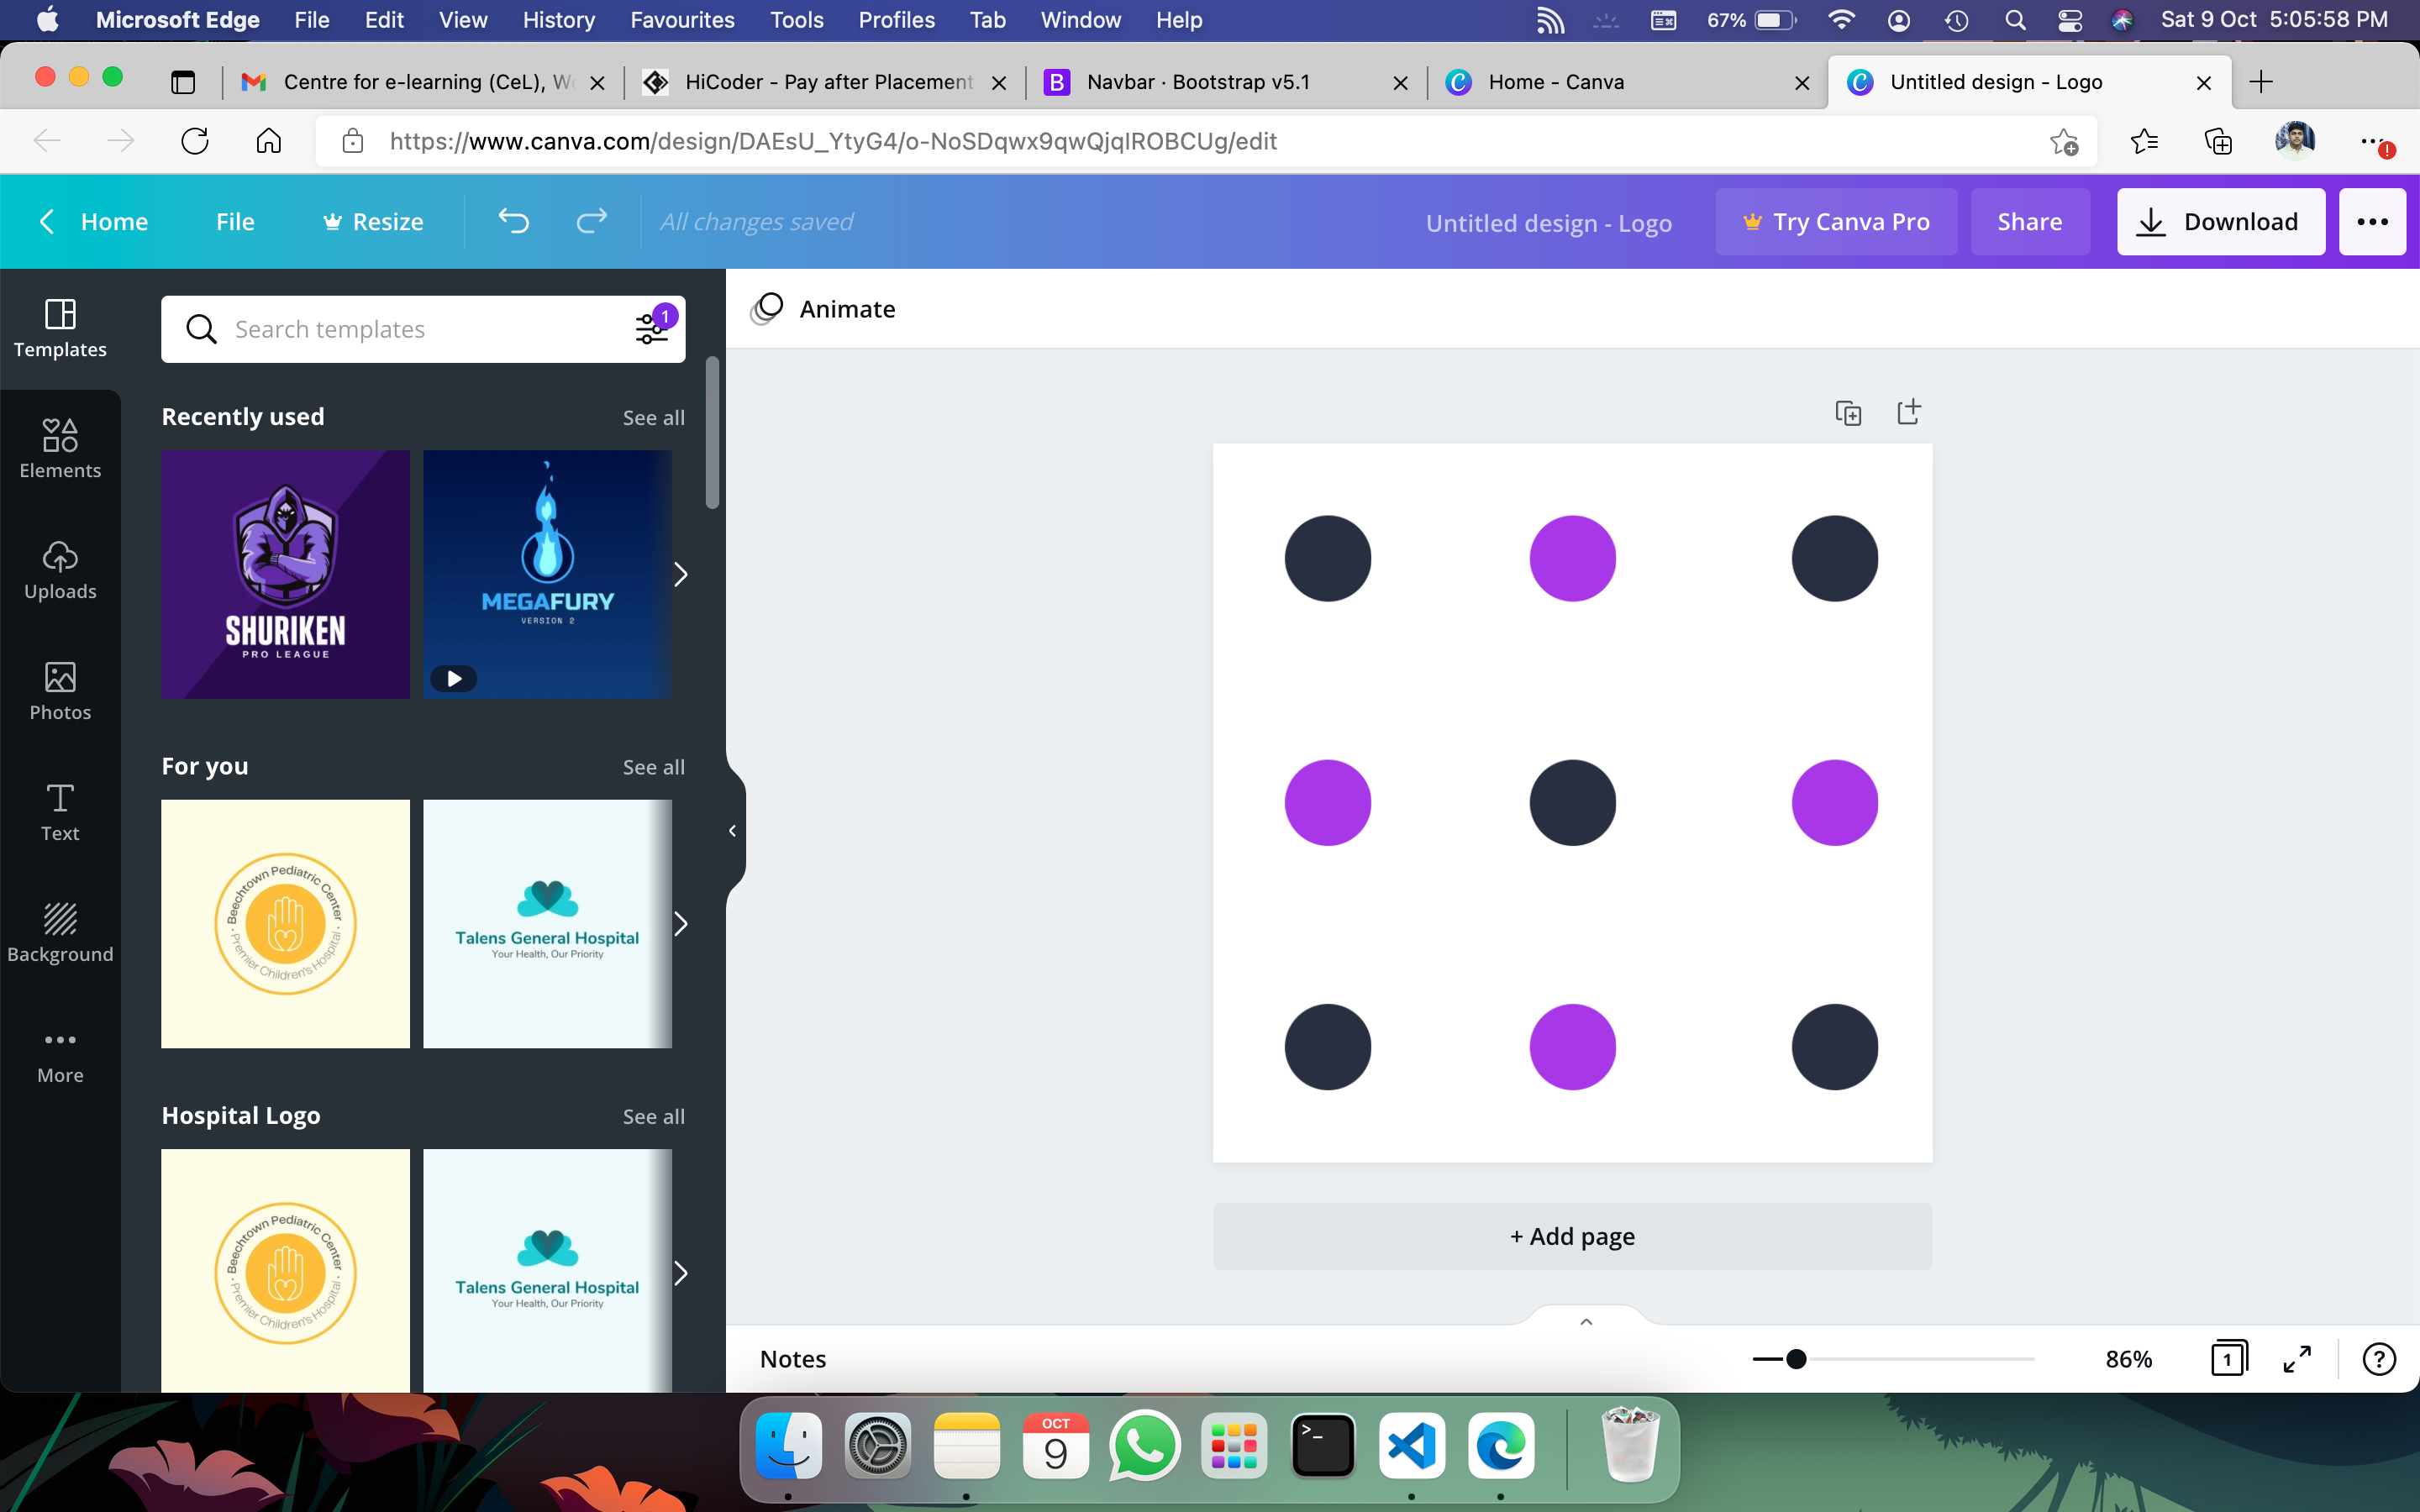 Microsoft Edge File Edit View History Favourites Tools Profiles Tab Window Help 67% Sat 9 Oct 5:05:58 PM
Centre for e-learning (CeL), HiCoder - Pay after Placement Navbar · Bootstrap v5.1 Home - Canva Untitled design - Logo
https://www.canva.com/design/DAEsU_YtyG4/o-NoSDqwx9qwQjqIROBCUg/edit
Home File Resize All changes saved Untitled design - Logo Try Canva Pro Share Download
Templates
Elements
Uploads
Photos
Text
Background
More
Search templates 1
Recently used See all
SHURIKEN
PRO LEAGUE
MEGAFURY
VERSION 2
For you See all
Beechtown Pediatric Center
Premier Children's Hospital
Talens General Hospital
Your Health, Our Priority
Hospital Logo See all
Beechtown Pediatric Center
Premier Children's Hospital
Talens General Hospital
Your Health, Our Priority
Animate
+ Add page
Notes 86% 1 ?
OCT
9